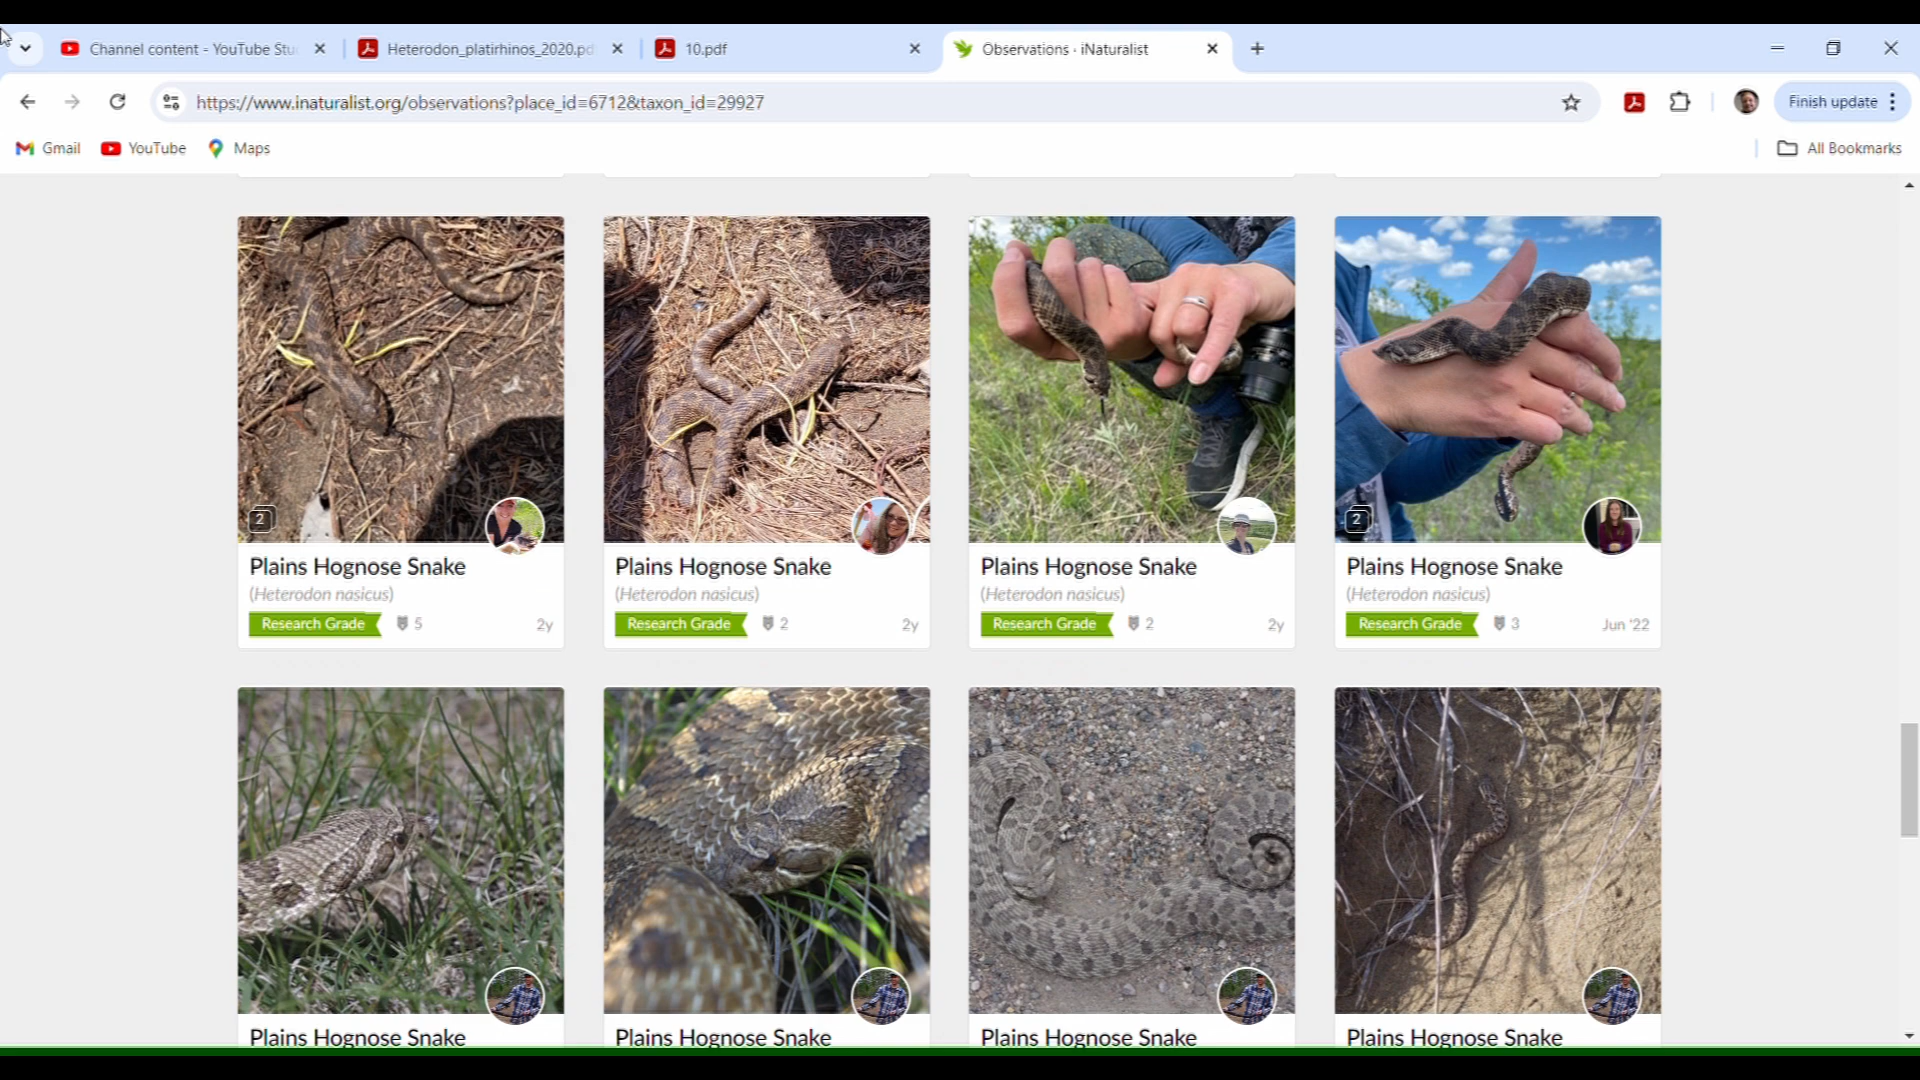 Channel content - YouTube Stu
Heterodon_platirhinos_2020.pd
10.pdf
Observations · iNaturalist
https://www.inaturalist.org/observations?place_id=6712&taxon_id=29927
Finish update
Gmail
YouTube
Maps
All Bookmarks
2
2
Plains Hognose Snake
Plains Hognose Snake
Plains Hognose Snake
Plains Hognose Snake
(Heterodon nasicus)
(Heterodon nasicus)
(Heterodon nasicus)
(Heterodon nasicus)
Research Grade 5 2y
Research Grade 2 2y
Research Grade 2 2y
Research Grade 3 Jun '22
Plains Hognose Snake
Plains Hognose Snake
Plains Hognose Snake
Plains Hognose Snake